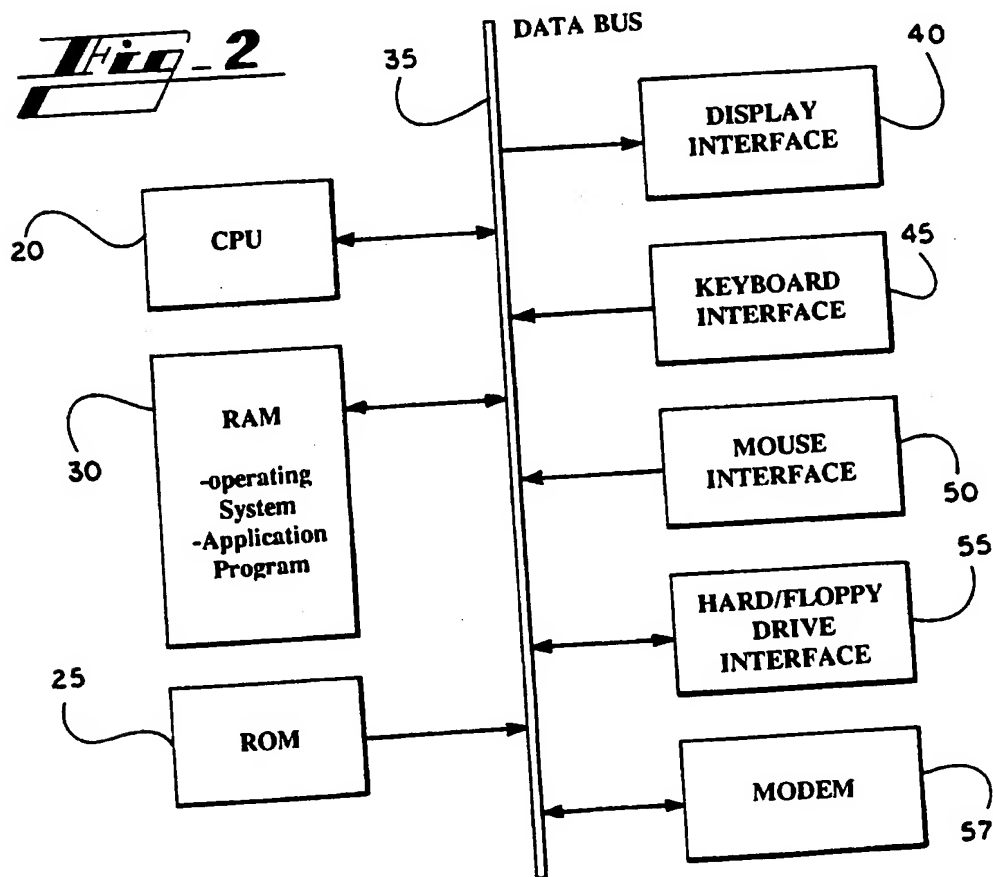 Fig_2
DATA BUS
35
40
DISPLAY
INTERFACE
20
CPU
45
KEYBOARD
INTERFACE
30
RAM
-operating
System
-Application
Program
MOUSE
INTERFACE
50
55
HARD/FLOPPY
DRIVE
INTERFACE
25
ROM
MODEM
57